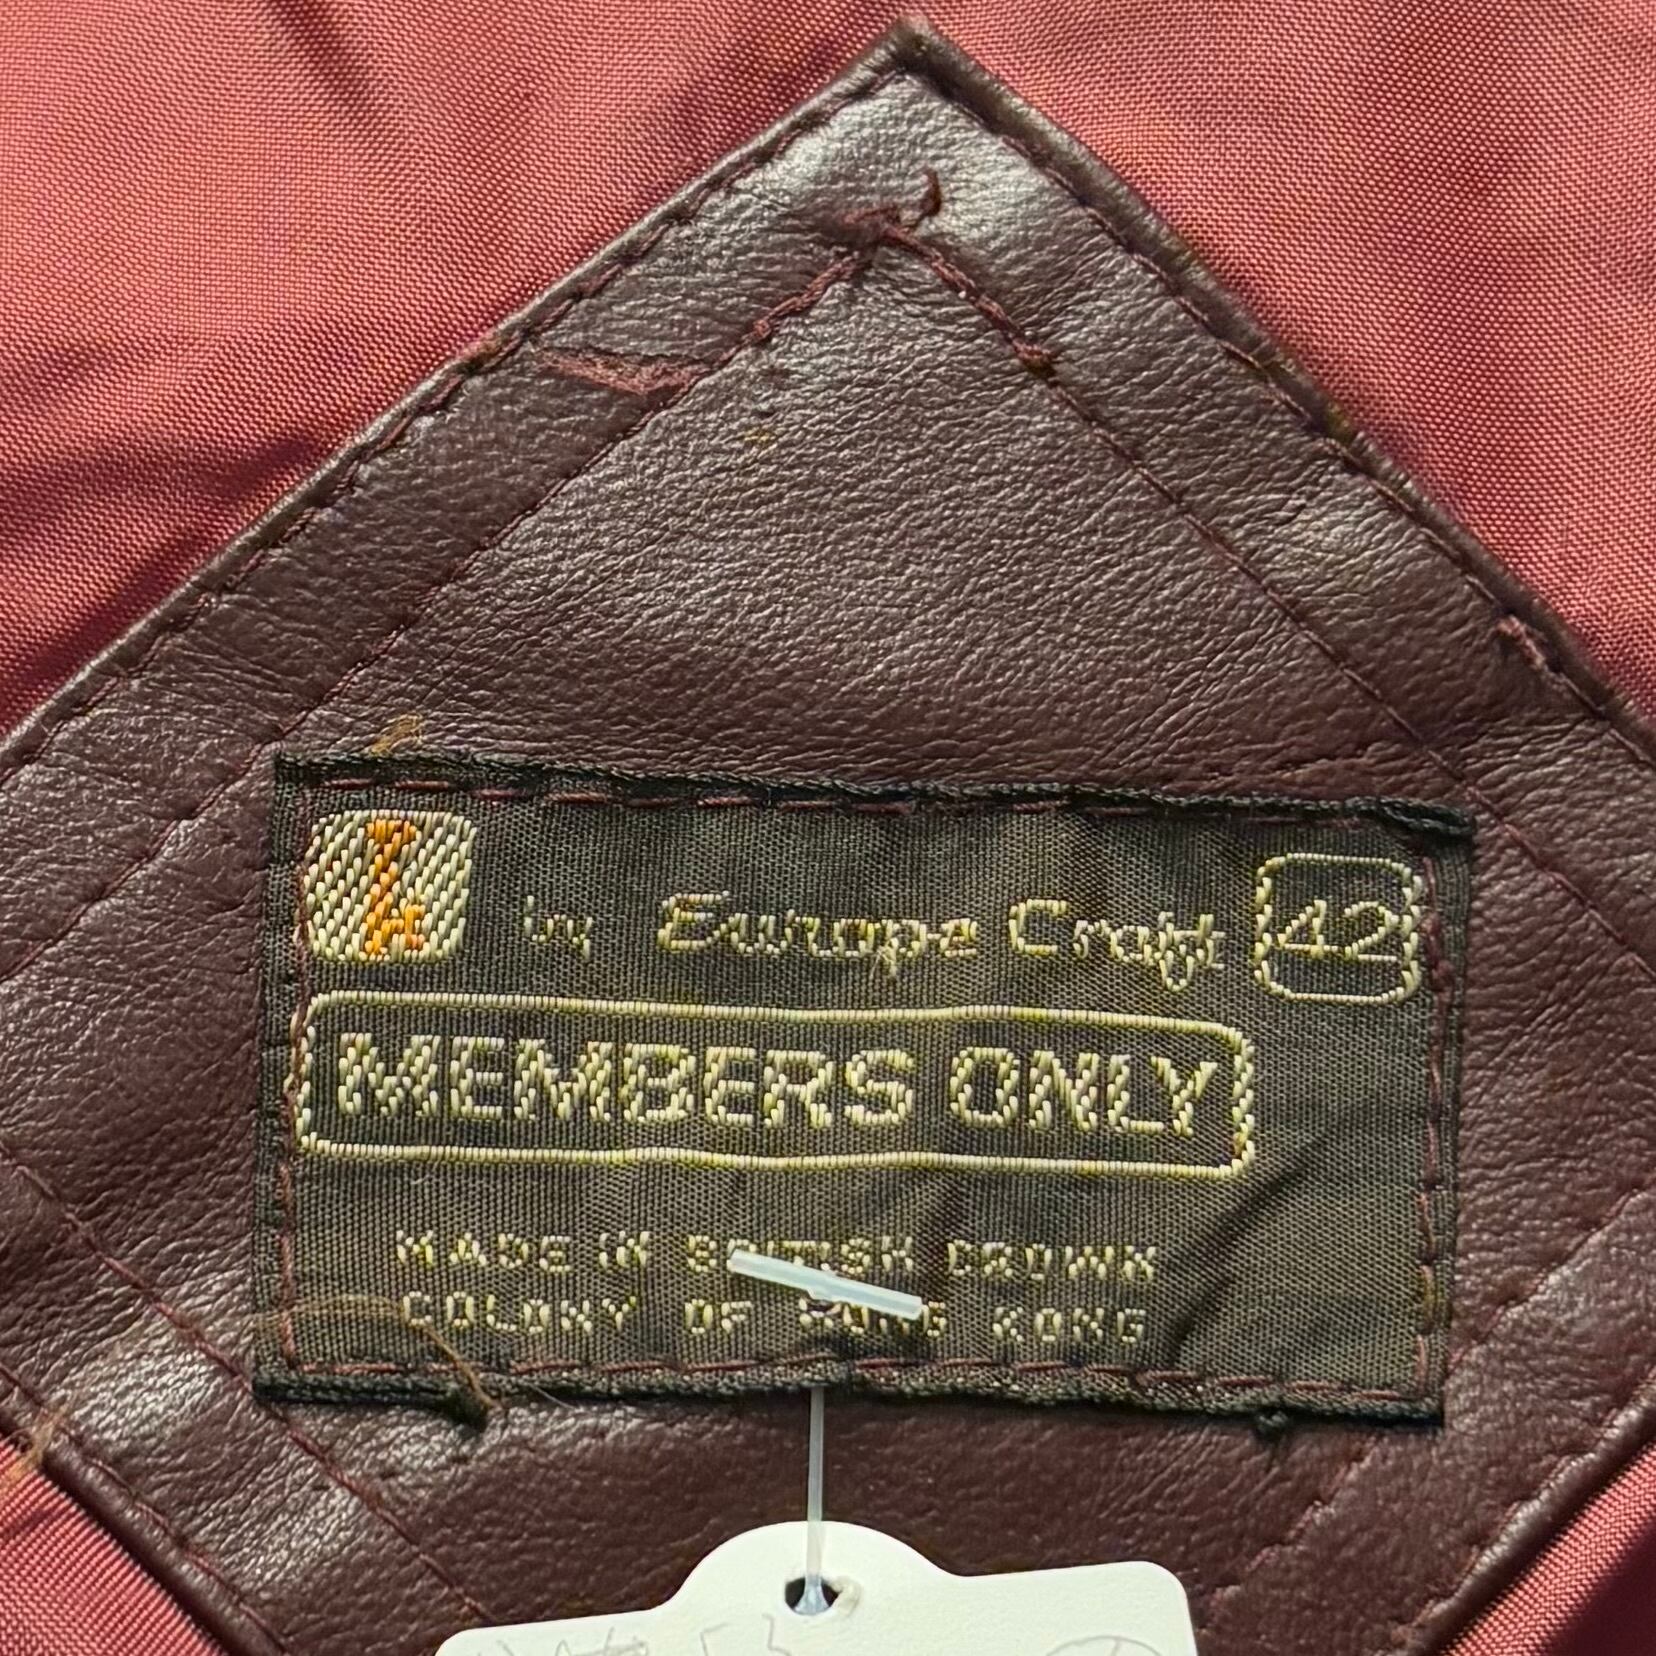 by Europe Craft 42
MEMBERS ONLY
MADE IN BRITISH CROWN
COLONY OF HONG KONG